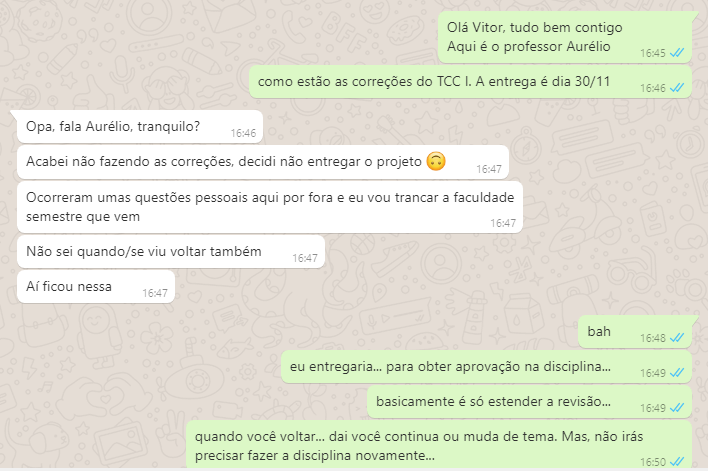 Olá Vitor, tudo bem contigo
Aqui é o professor Aurélio
16:45
como estão as correções do TCC I. A entrega é dia 30/11
16:46
Opa, fala Aurélio, tranquilo?
16:46
Acabei não fazendo as correções, decidi não entregar o projeto 🙃
16:47
Ocorreram umas questões pessoais aqui por fora e eu vou trancar a faculdade
semestre que vem
16:47
Não sei quando/se viu voltar também
16:47
Aí ficou nessa
16:47
bah
16:48
eu entregaria... para obter aprovação na disciplina...
16:49
basicamente é só estender a revisão...
16:49
quando você voltar... dai você continua ou muda de tema. Mas, não irás
precisar fazer a disciplina novamente...
16:50